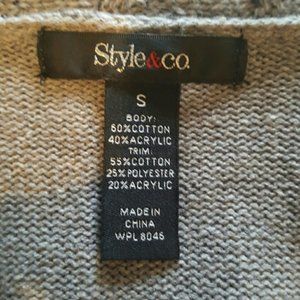 Style&co.
S
BODY:
60%COTTON
40%ACRYLIC
TRIM:
55%COTTON
25%POLYESTER
20%ACRYLIC
MADE IN
CHINA
WPL 8046